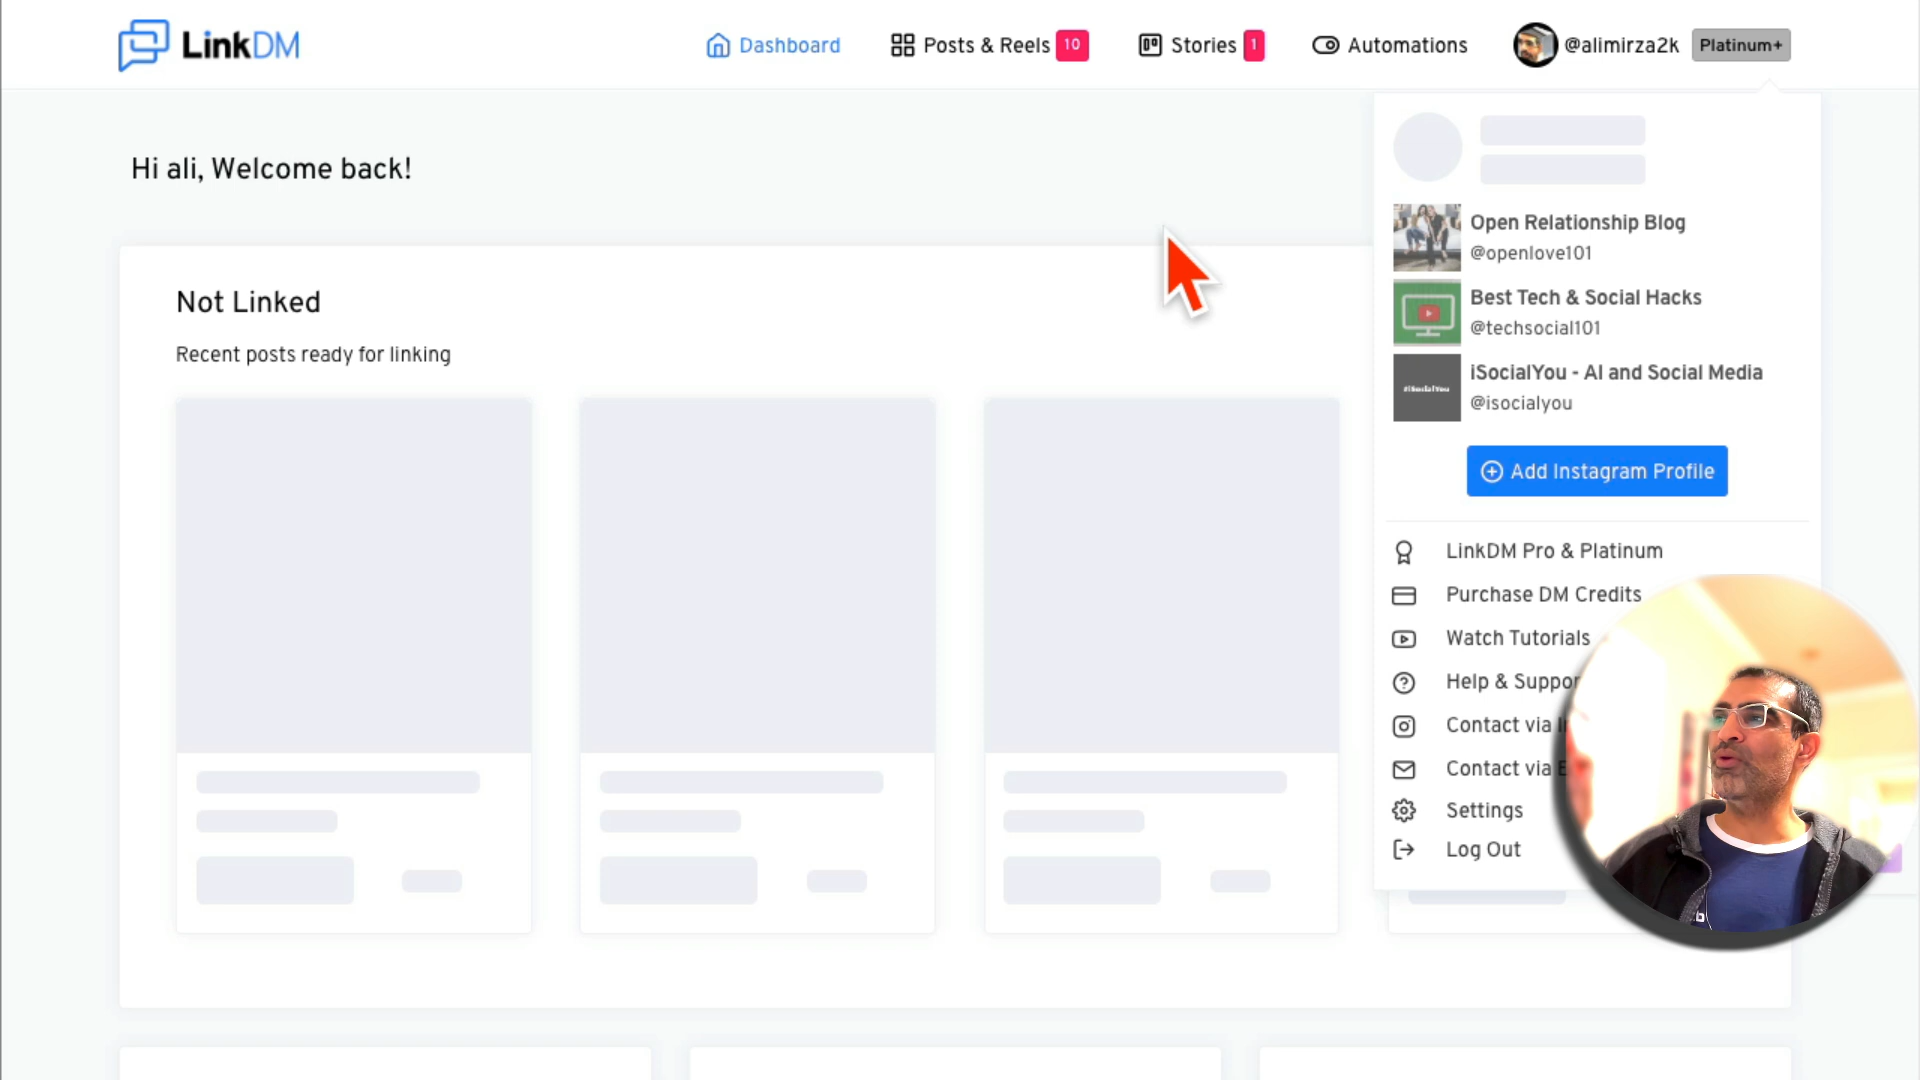 LinkDM
Dashboard
Posts & Reels 10
Stories 1
Automations
@alimirza2k Platinum+
Hi ali, Welcome back!
Not Linked
Recent posts ready for linking
Open Relationship Blog
@openlove101
Best Tech & Social Hacks
@techsocial101
#iSocialYou
iSocialYou - AI and Social Media
@isocialyou
Add Instagram Profile
LinkDM Pro & Platinum
Purchase DM Credits
Watch Tutorials
Help & Suppor
Contact via I
Contact via E
Settings
Log Out